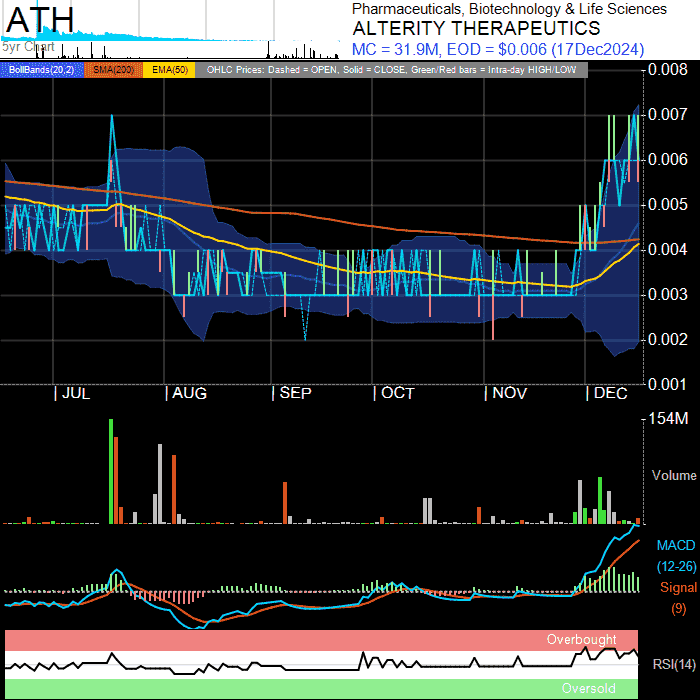 ATH
5yr Chart
Pharmaceuticals, Biotechnology & Life Sciences
ALTERITY THERAPEUTICS
MC = 31.9M, EOD = $0.006 (17Dec2024)
BollBands(20,2) SMA(200) EMA(50) OHLC Prices: Dashed = OPEN, Solid = CLOSE, Green/Red bars = Intra-day HIGH/LOW
0.008
0.007
0.006
0.005
0.004
0.003
0.002
0.001
JUL AUG SEP OCT NOV DEC
154M
Volume
MACD
(12-26)
Signal
(9)
Overbought
RSI(14)
Oversold